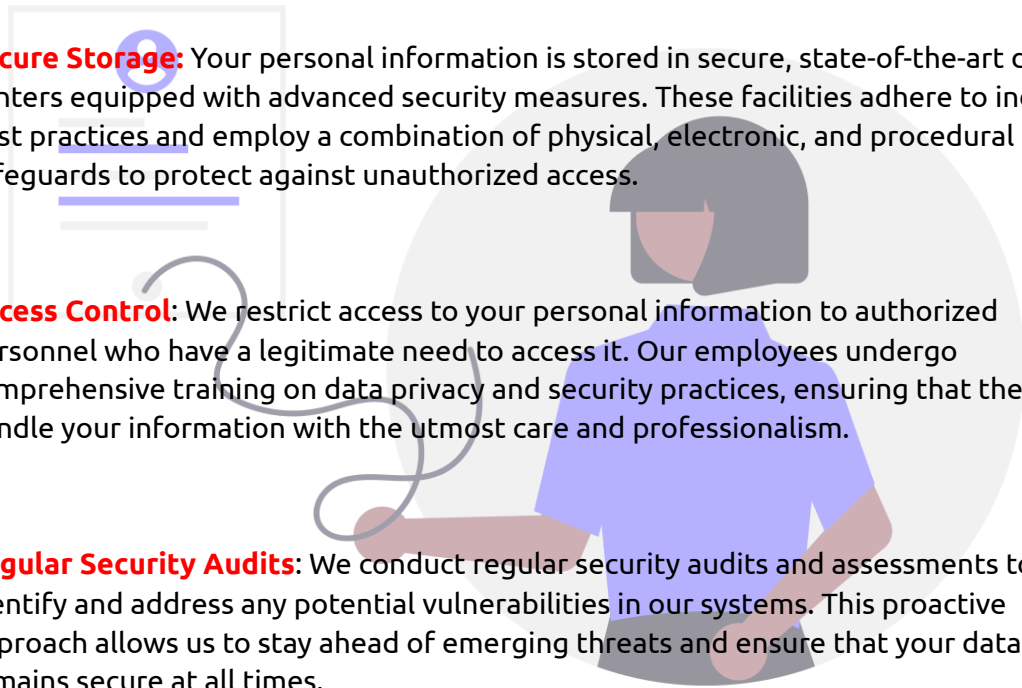 cure Storage: Your personal information is stored in secure, state-of-the-art
nters equipped with advanced security measures. These facilities adhere to
st practices and employ a combination of physical, electronic, and procedural
feguards to protect against unauthorized access.
cess Control: We restrict access to your personal information to authorized
rsonnel who have a legitimate need to access it. Our employees undergo
mprehensive training on data privacy and security practices, ensuring that the
ndle your information with the utmost care and professionalism.
gular Security Audits: We conduct regular security audits and assessments to
entify and address any potential vulnerabilities in our systems. This proactive
proach allows us to stay ahead of emerging threats and ensure that your data
mains secure at all times.